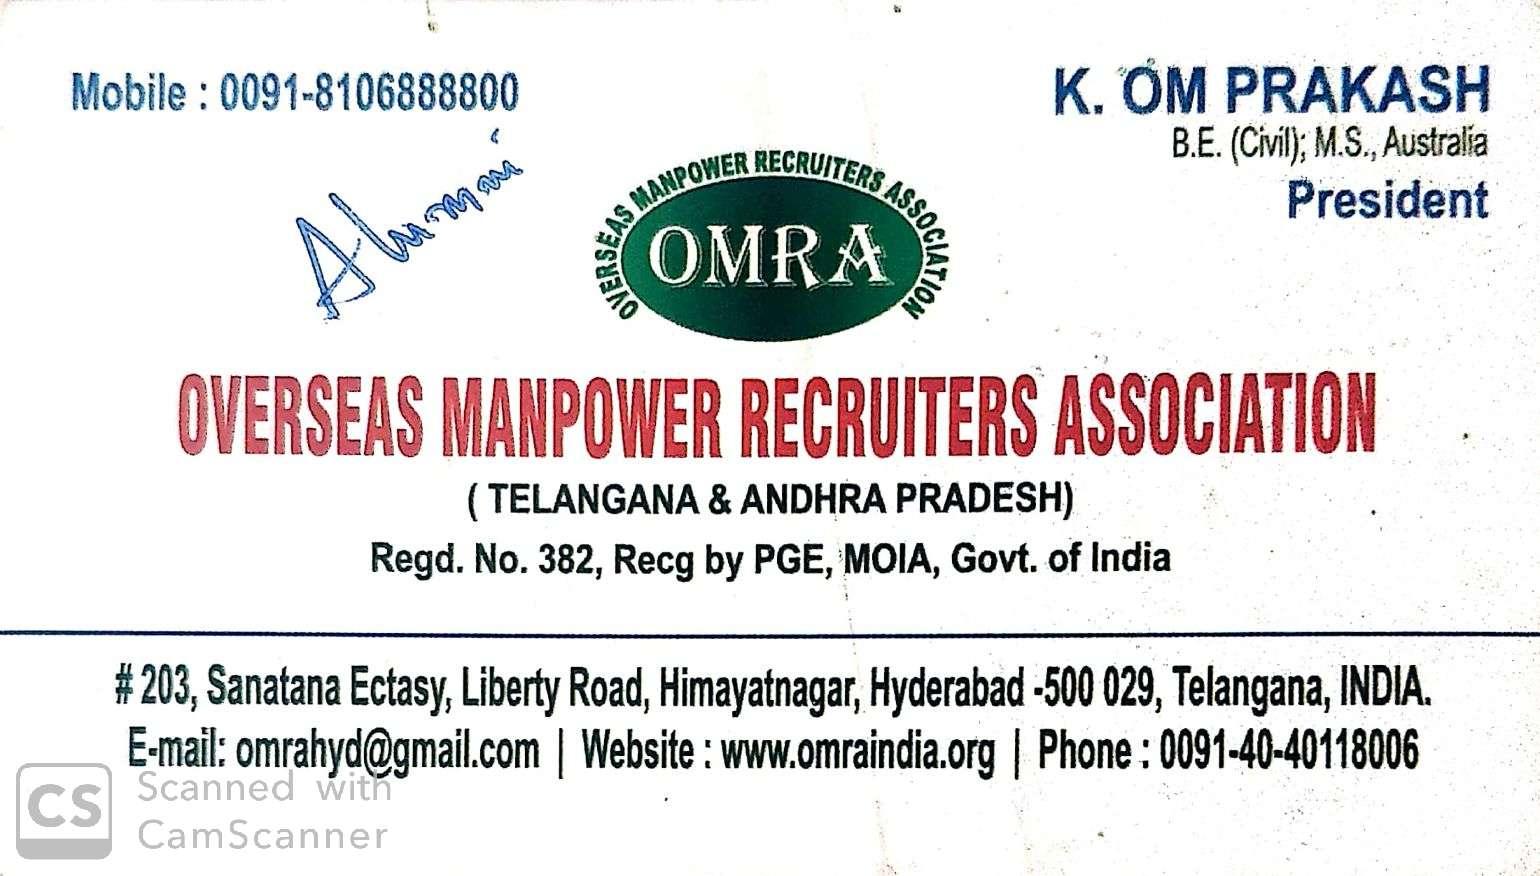 Mobile : 0091-8106888800
K. OM PRAKASH
B.E. (Civil); M.S., Australia
President
OVERSEAS MANPOWER RECRUITERS ASSOCIATION
OMRA
OVERSEAS MANPOWER RECRUITERS ASSOCIATION
( TELANGANA & ANDHRA PRADESH)
Regd. No. 382, Recg by PGE, MOIA, Govt. of India
# 203, Sanatana Ectasy, Liberty Road, Himayatnagar, Hyderabad -500 029, Telangana, INDIA.
E-mail: omrahyd@gmail.com | Website : www.omraindia.org | Phone : 0091-40-40118006
CS
Scanned with
CamScanner